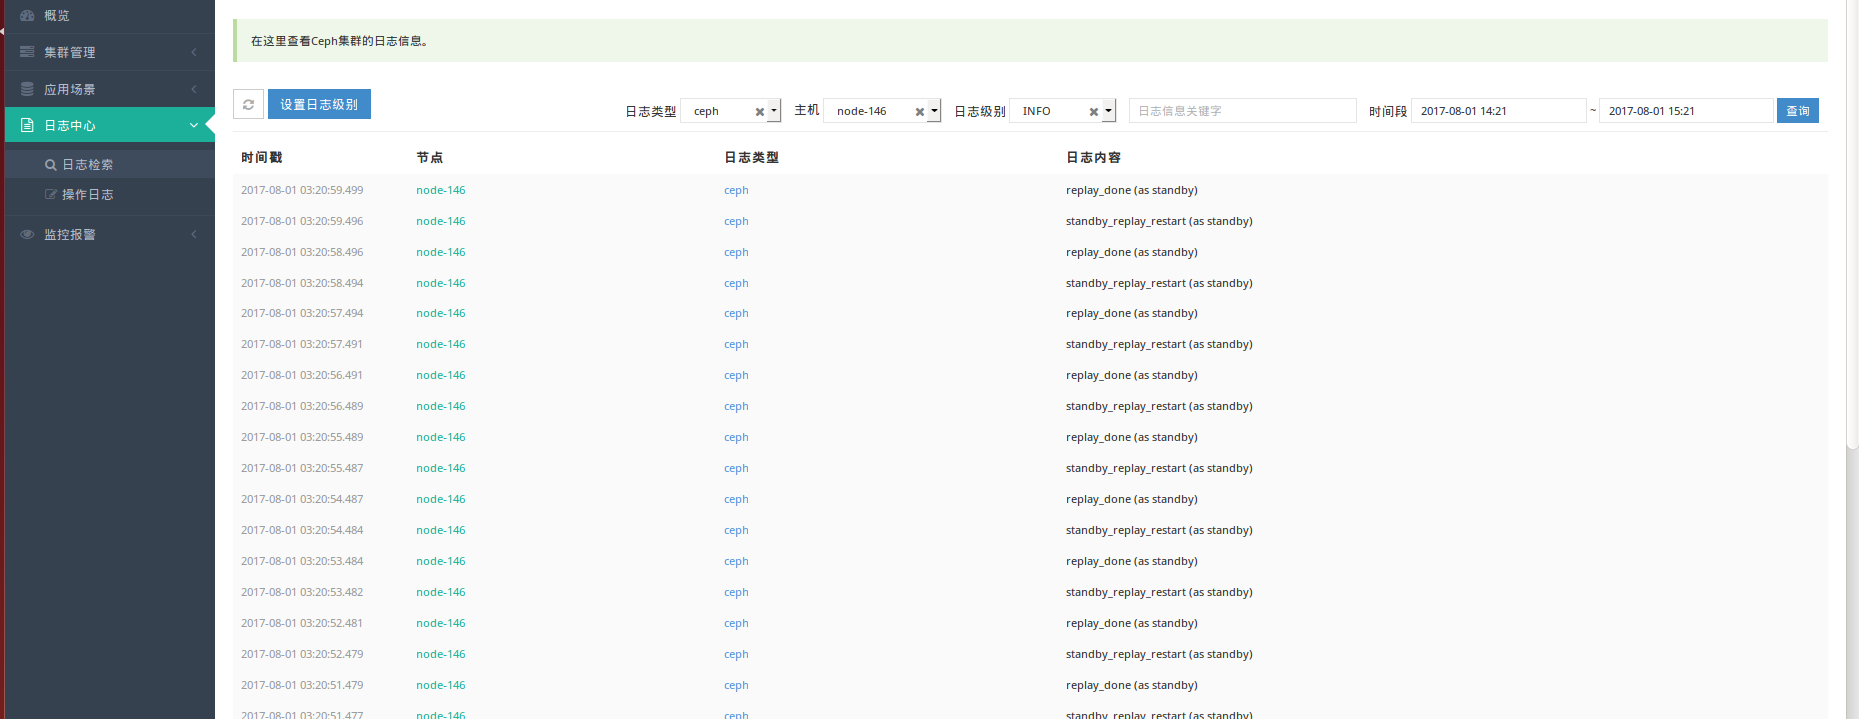 概览
集群管理
应用场景
日志中心
日志检索
操作日志
监控报警
在这里查看Ceph集群的日志信息。
设置日志级别 日志类型 ceph 主机 node-146 日志级别 INFO 日志信息关键字 时间段 2017-08-01 14:21 ~ 2017-08-01 15:21 查询
时间戳 节点 日志类型 日志内容
2017-08-01 03:20:59.499 node-146 ceph replay_done (as standby)
2017-08-01 03:20:59.496 node-146 ceph standby_replay_restart (as standby)
2017-08-01 03:20:58.496 node-146 ceph replay_done (as standby)
2017-08-01 03:20:58.494 node-146 ceph standby_replay_restart (as standby)
2017-08-01 03:20:57.494 node-146 ceph replay_done (as standby)
2017-08-01 03:20:57.491 node-146 ceph standby_replay_restart (as standby)
2017-08-01 03:20:56.491 node-146 ceph replay_done (as standby)
2017-08-01 03:20:56.489 node-146 ceph standby_replay_restart (as standby)
2017-08-01 03:20:55.489 node-146 ceph replay_done (as standby)
2017-08-01 03:20:55.487 node-146 ceph standby_replay_restart (as standby)
2017-08-01 03:20:54.487 node-146 ceph replay_done (as standby)
2017-08-01 03:20:54.484 node-146 ceph standby_replay_restart (as standby)
2017-08-01 03:20:53.484 node-146 ceph replay_done (as standby)
2017-08-01 03:20:53.482 node-146 ceph standby_replay_restart (as standby)
2017-08-01 03:20:52.481 node-146 ceph replay_done (as standby)
2017-08-01 03:20:52.479 node-146 ceph standby_replay_restart (as standby)
2017-08-01 03:20:51.479 node-146 ceph replay_done (as standby)
2017-08-01 03:20:51.477 node-146 ceph standby_replay_restart (as standby)